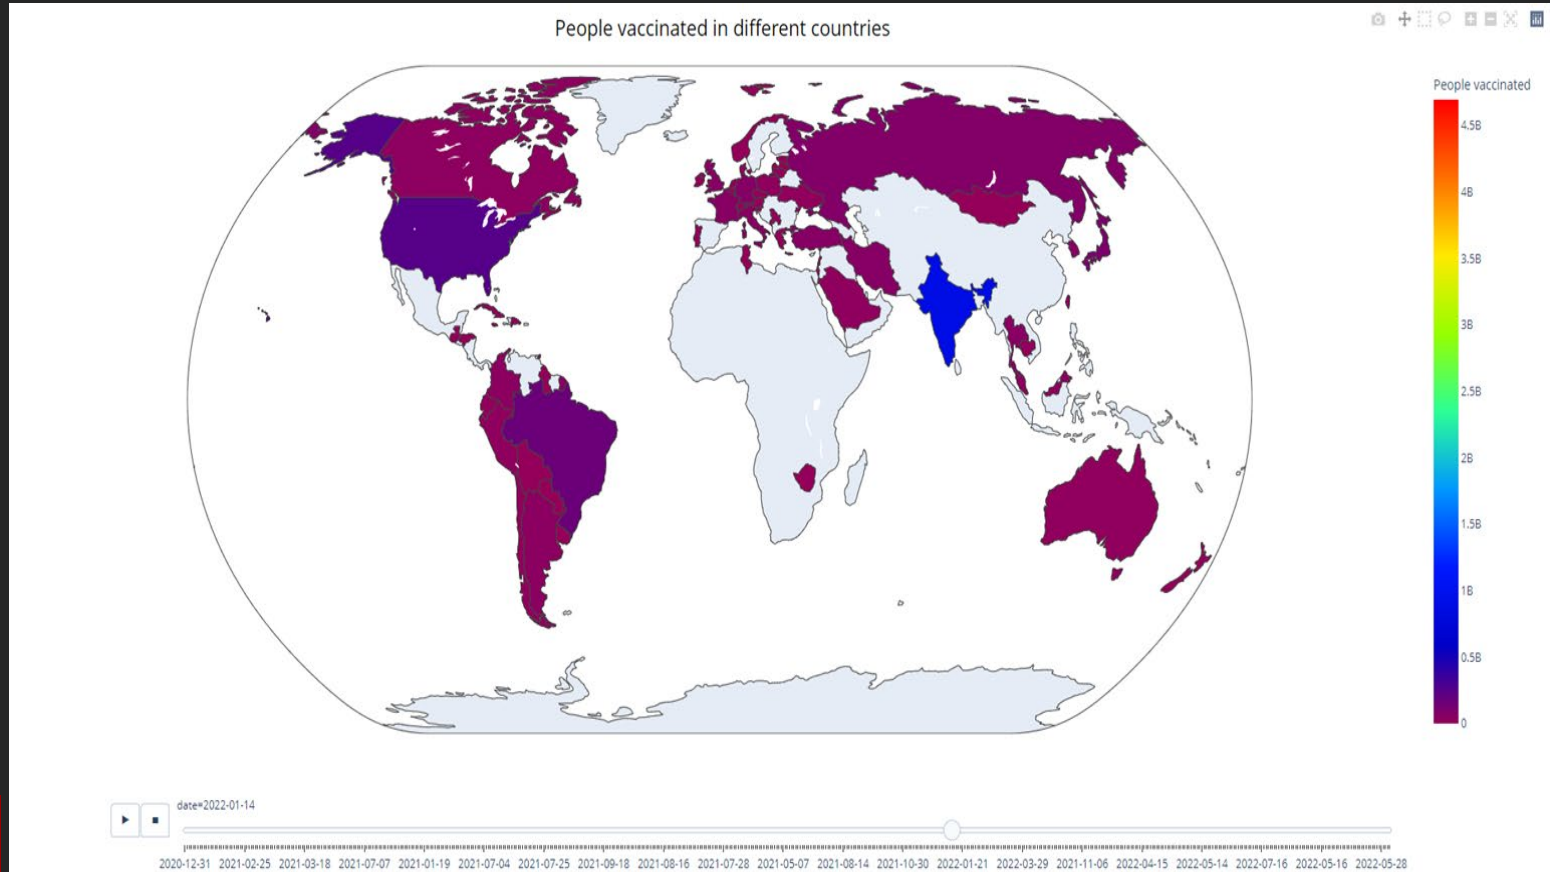 People vaccinated in different countries
People vaccinated
4.5B
4B
3.5B
3B
2.5B
2B
1.5B
1B
0.5B
0
date=2022-01-14
2020-12-31 2021-02-25 2021-03-18 2021-07-07 2021-01-19 2021-07-04 2021-07-25 2021-09-18 2021-08-16 2021-07-28 2021-05-07 2021-08-14 2021-10-30 2022-01-21 2022-03-29 2021-11-06 2022-04-15 2022-05-14 2022-07-16 2022-05-16 2022-05-28